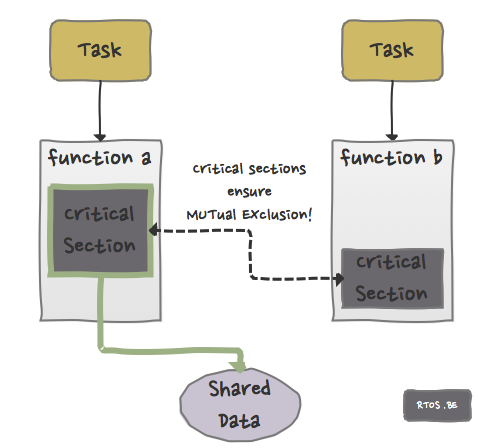 Task
Task
function a
function b
Critical
Section
Critical sections
ensure
MUTual EXclusion!
Critical
Section
Shared
Data
RTOS.BE